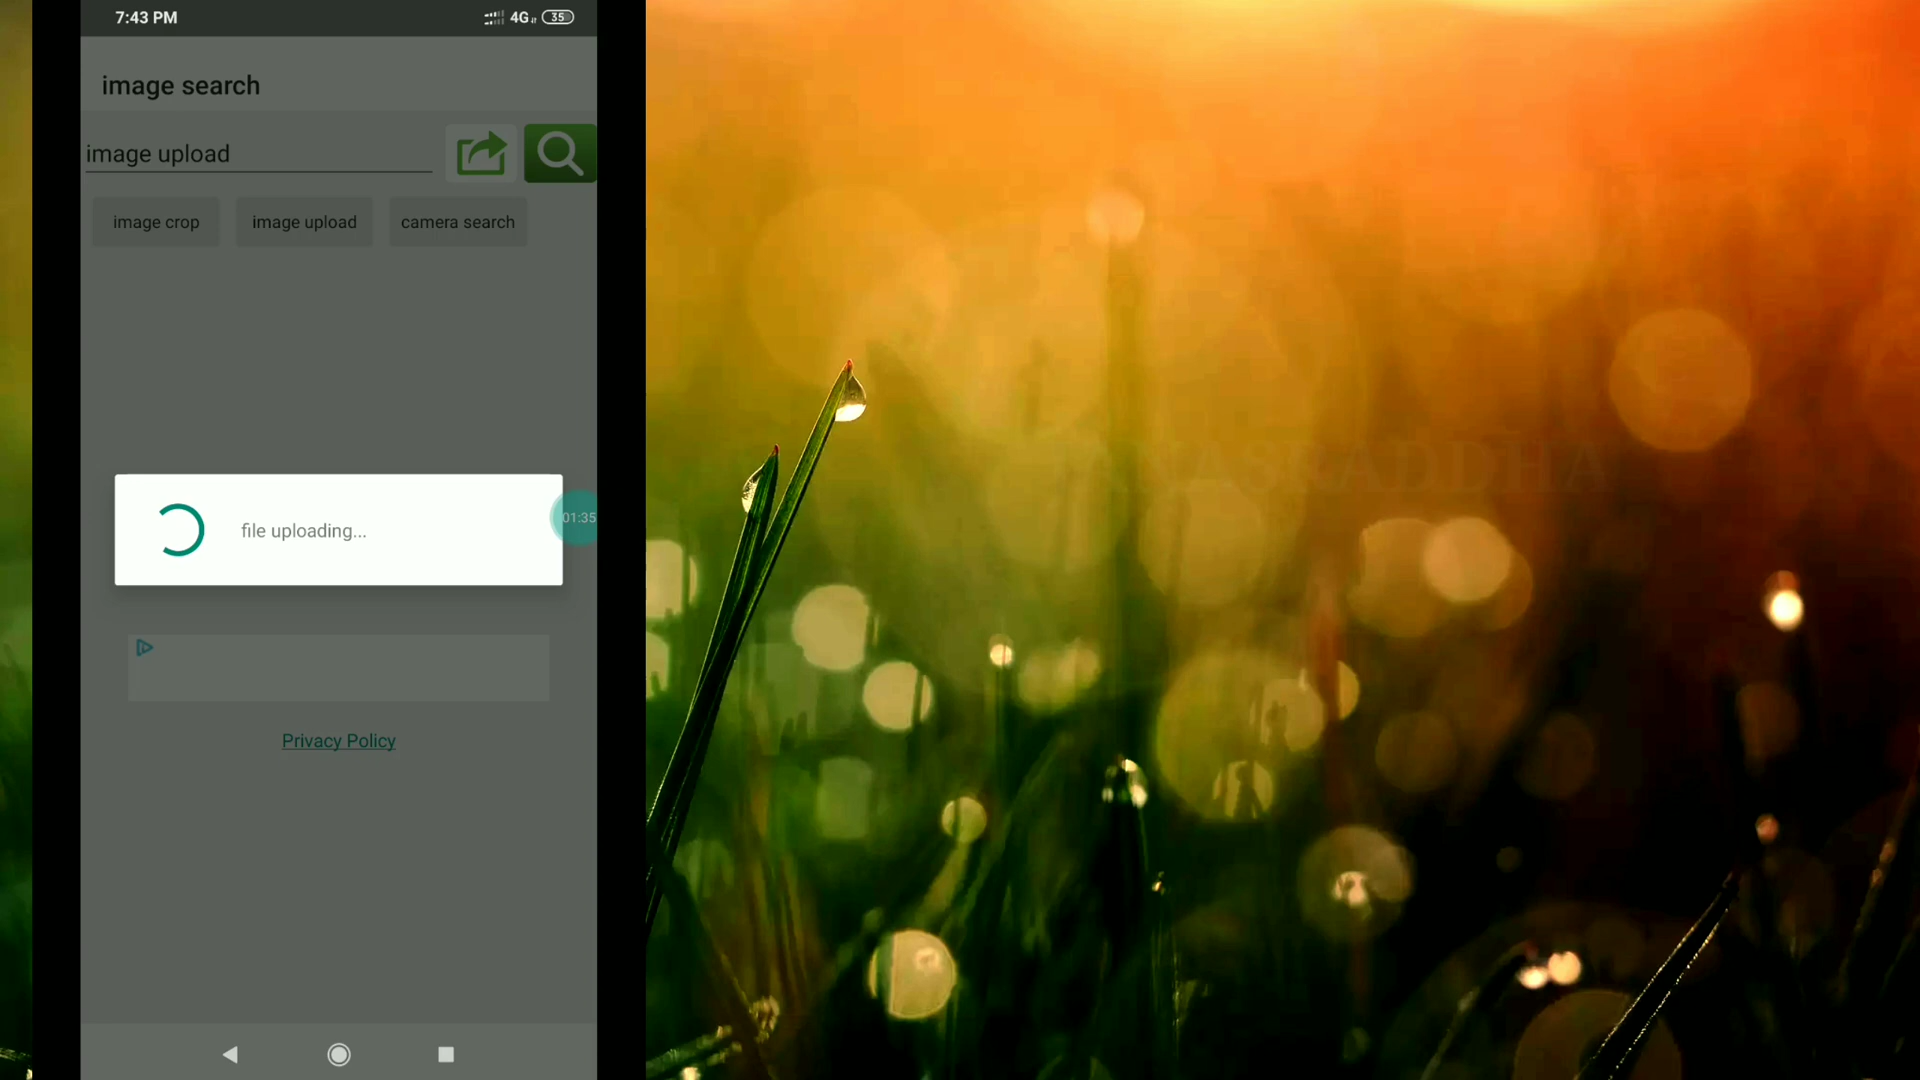 7:43 PM
4G
35
image search
image upload
image crop
image upload
camera search
file uploading...
01:35
Privacy Policy